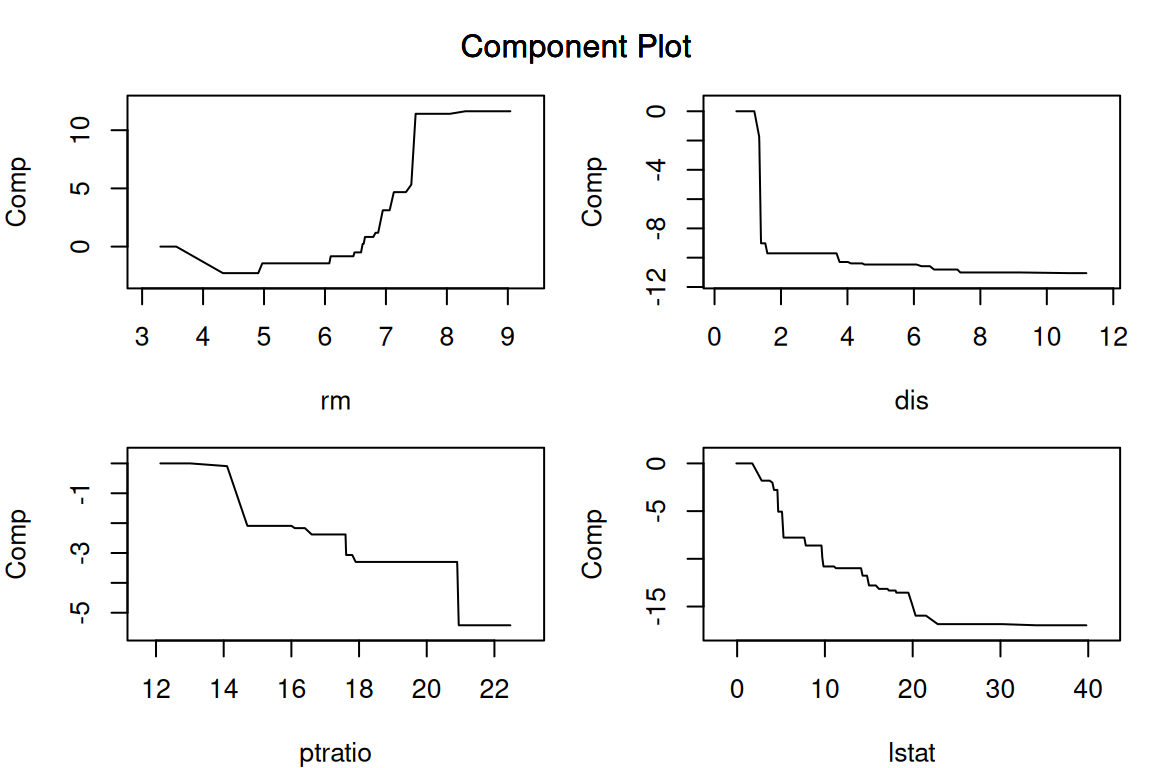 Component Plot
Comp
10
5
0
3 4 5 6 7 8 9
rm
Comp
0
-4
-8
-12
0 2 4 6 8 10 12
dis
Comp
-1
-3
-5
12 14 16 18 20 22
ptratio
Comp
0
-5
-15
0 10 20 30 40
lstat